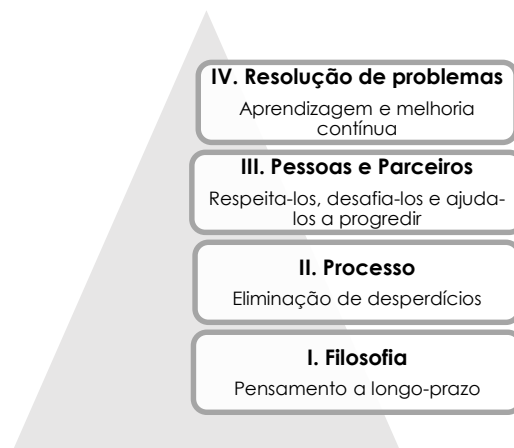 IV. Resolução de problemas
Aprendizagem e melhoria
contínua
III. Pessoas e Parceiros
Respeita-los, desafia-los e ajuda-
los a progredir
II. Processo
Eliminação de desperdícios
I. Filosofia
Pensamento a longo-prazo